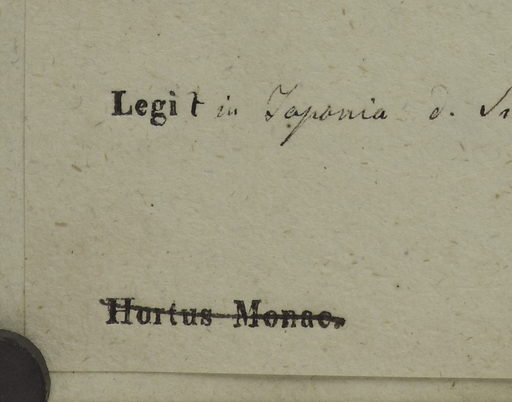 Legit in Japonia d.
Hortus Monac.